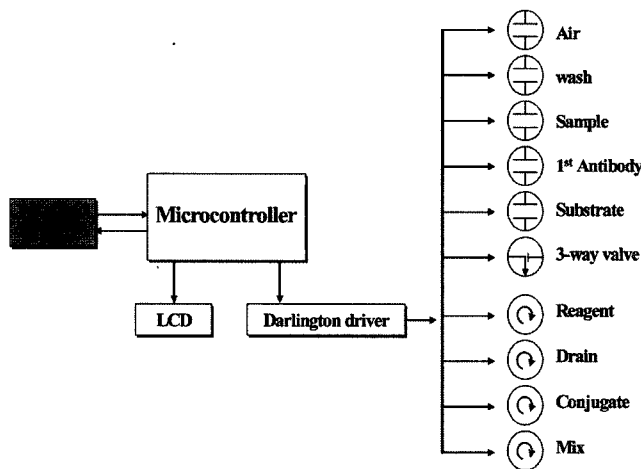 Air
wash
Sample
1st Antibody
Substrate
3-way valve
Reagent
Drain
Conjugate
Mix
Microcontroller
LCD
Darlington driver